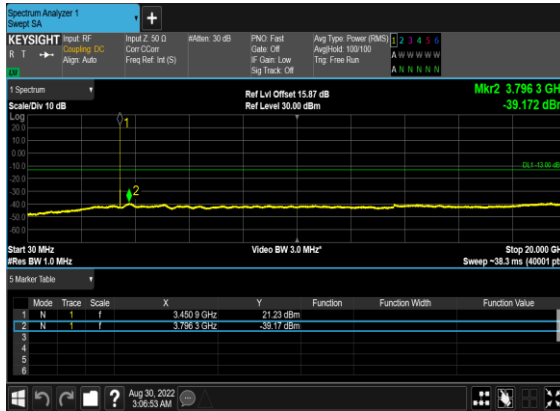 Spectrum Analyzer 1
Swept SA
+
KEYSIGHT Input: RF Input Z: 50 Ω #Atten: 30 dB PNO: Fast Avg Type: Power (RMS) 1 2 3 4 5 6
R T Coupling: DC Corr CCorr Gate: Off Avg|Hold: 100/100 A W W W W W
Align: Auto Freq Ref: Int (S) IF Gain: Low Trig: Free Run
Sig Track: Off A N N N N N
1 Spectrum Ref Lvl Offset 15.87 dB Mkr2 3.796 3 GHz
Scale/Div 10 dB Ref Level 30.00 dBm -39.172 dBm
Log
20.0
10.0
0.00
-10.0
-20.0
-30.0
-40.0
-50.0
-60.0
1
2
DL1 -13.00 dB
Start 30 MHz Video BW 3.0 MHz* Stop 20.000 GH
#Res BW 1.0 MHz Sweep ~38.3 ms (40001 pt
5 Marker Table
Mode Trace Scale X Y Function Function Width Function Value
1 N 1 f 3.450 9 GHz 21.23 dBm
2 N 1 f 3.796 3 GHz -39.17 dBm
3
4
5
6
? Aug 30, 2022
3:06:53 AM